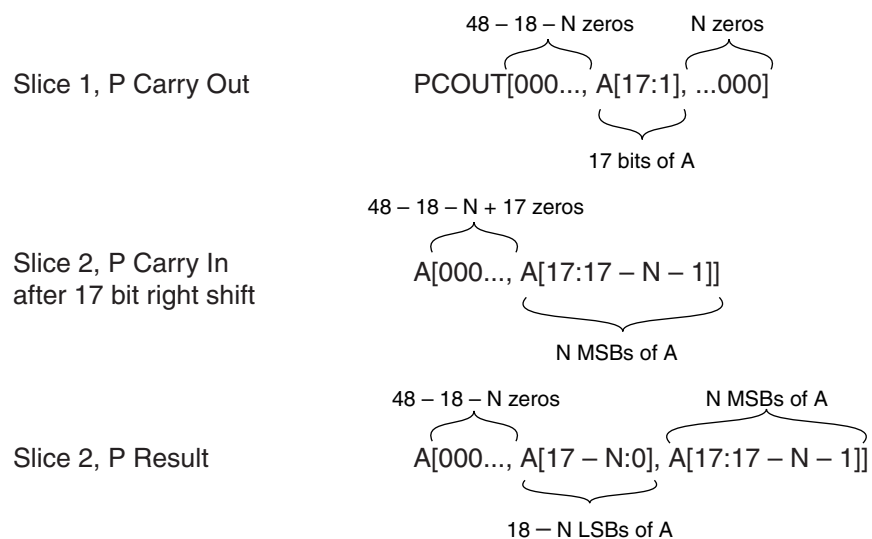 48 – 18 – N zeros N zeros
Slice 1, P Carry Out PCOUT[000..., A[17:1], ...000]
17 bits of A
48 – 18 – N + 17 zeros
Slice 2, P Carry In
after 17 bit right shift
A[000..., A[17:17 – N – 1]]
N MSBs of A
48 – 18 – N zeros N MSBs of A
Slice 2, P Result A[000..., A[17 – N:0], A[17:17 – N – 1]]
18 – N LSBs of A